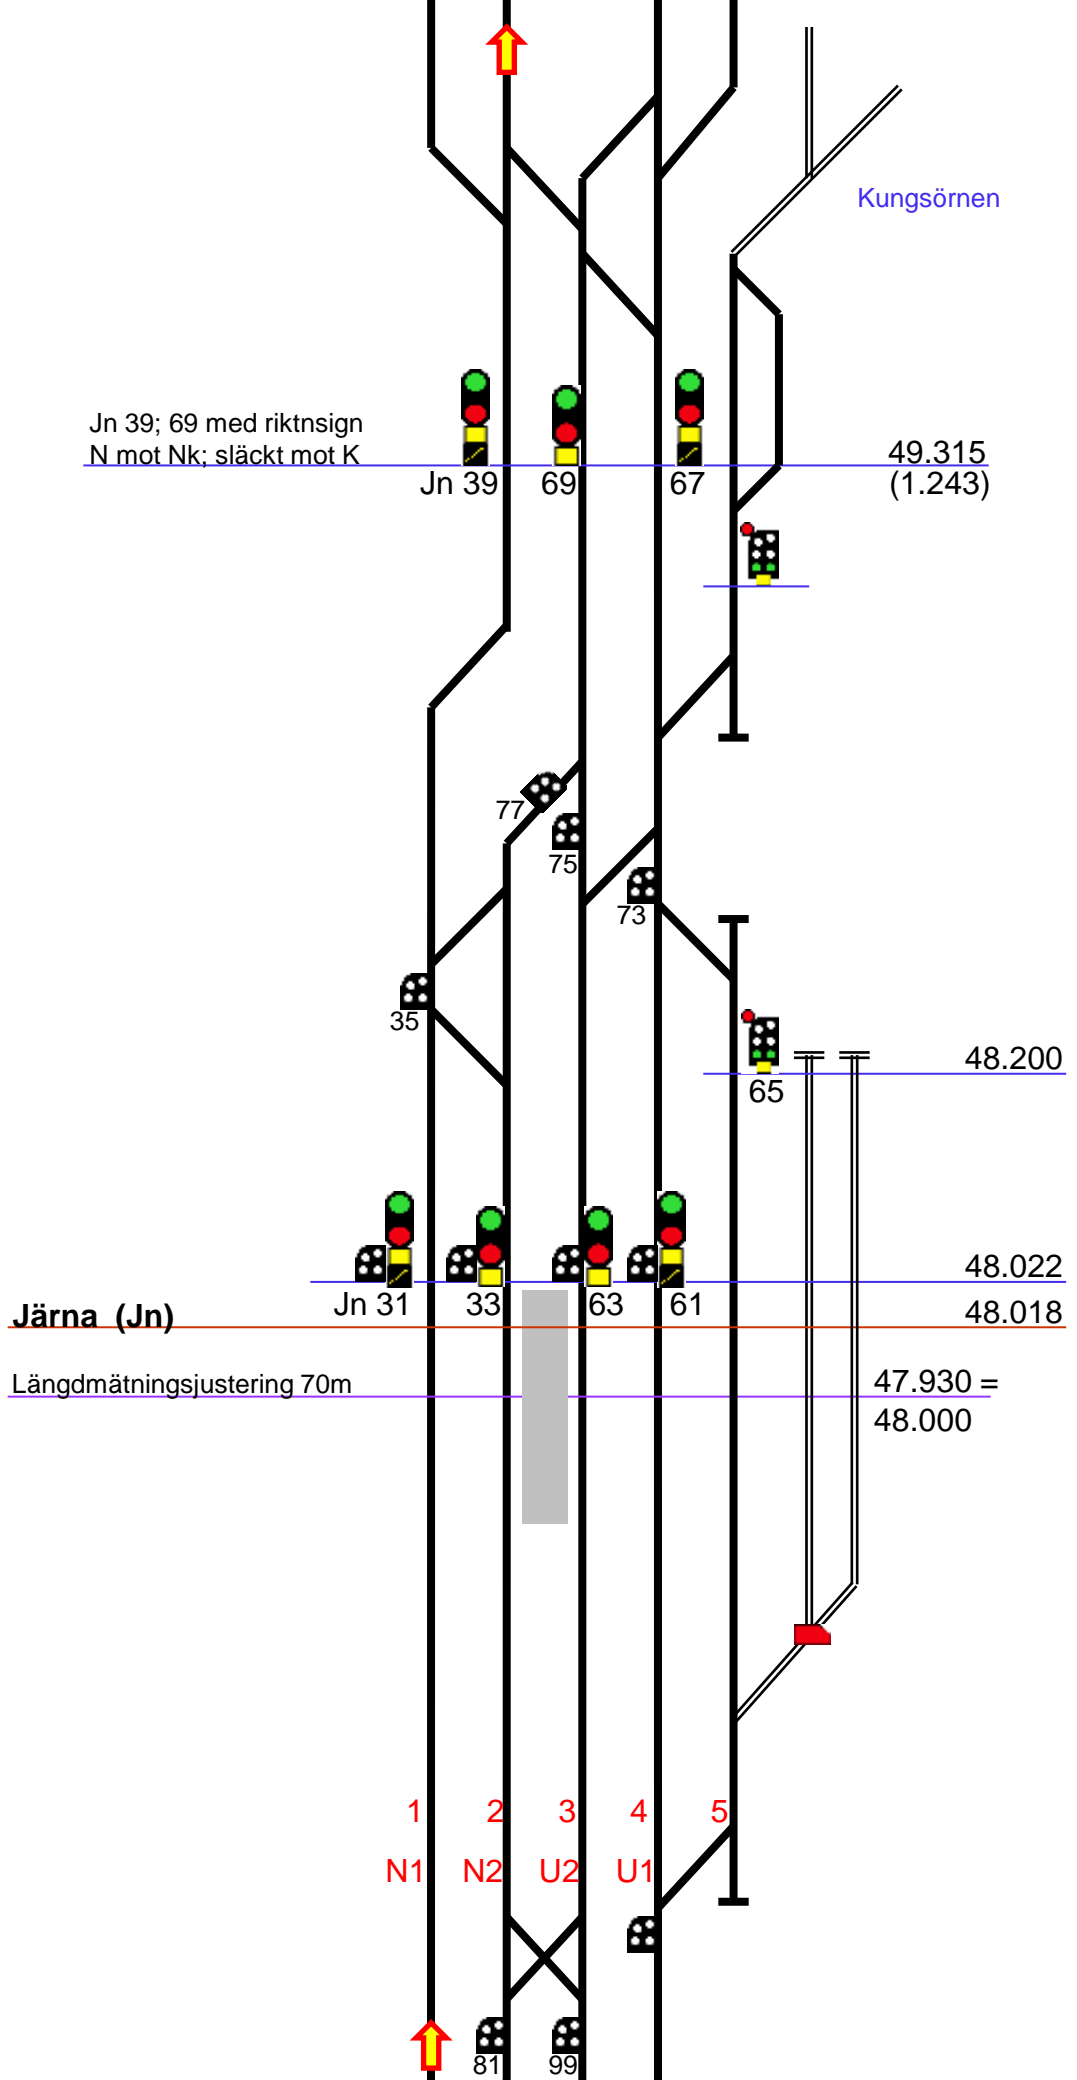 Kungsörnen
Jn 39; 69 med riktnsign
N mot Nk; släckt mot K
49.315
(1.243)
Jn 39
69
67
77
75
73
35
48.200
65
48.022
Jn 31
33
63
61
Järna (Jn)
48.018
Längdmätningsjustering 70m
47.930 =
48.000
1
2
3
4
5
N1
N2
U2
U1
81
99